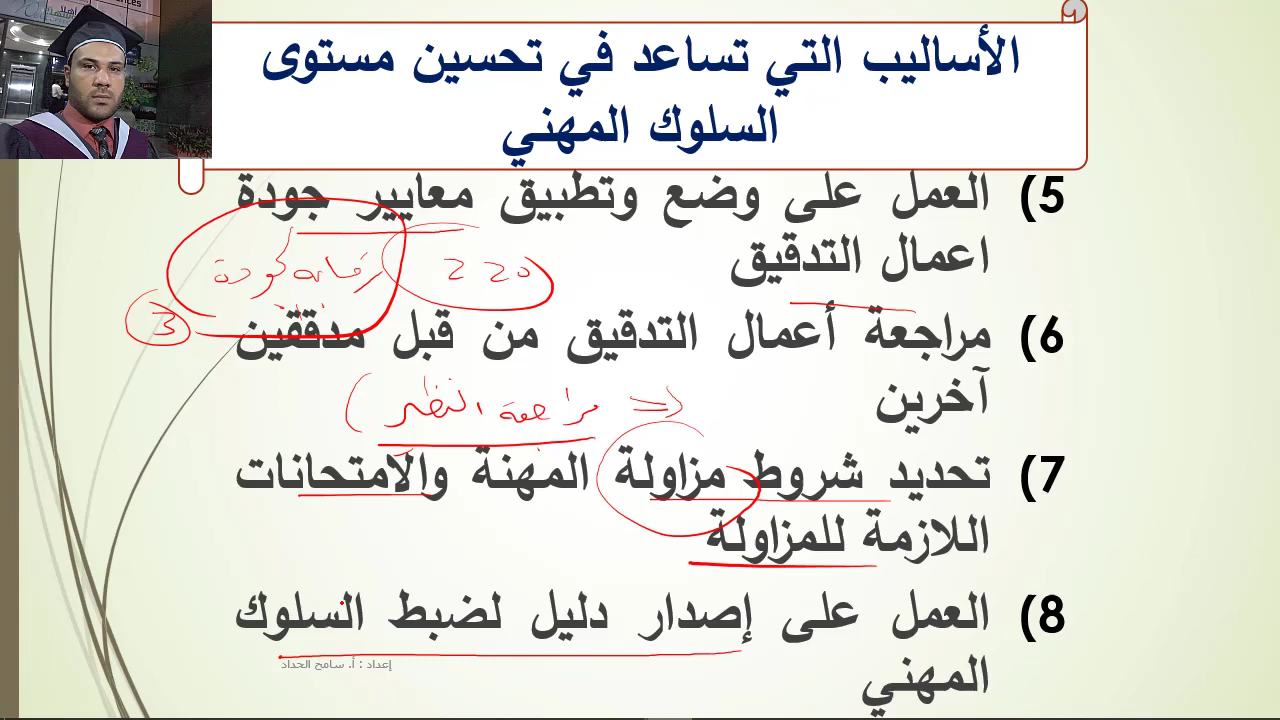 الأساليب التي تساعد في تحسين مستوى
السلوك المهني
5) العمل على وضع وتطبيق معايير جودة
اعمال التدقيق
220
3
6) مراجعة أعمال التدقيق من قبل مدققين
آخرين
مراجعة النظير
7) تحديد شروط مزاولة المهنة والامتحانات
اللازمة للمزاولة
8) العمل على إصدار دليل لضبط السلوك
المهني
إعداد : أ. سامح الحداد